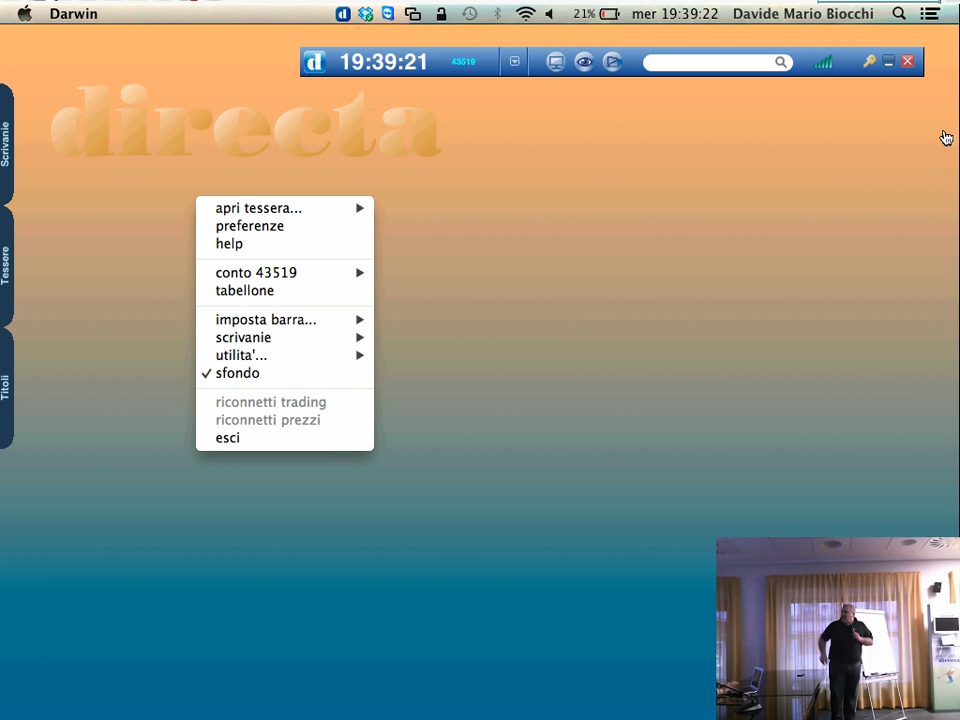 Darwin
21%
mer 19:39:22
Davide Mario Biocchi
19:39:21
43519
directa
Scrivanie
Tessere
Titoli
apri tessera...
preferenze
help
conto 43519
tabellone
imposta barra...
scrivanie
utilita'...
sfondo
riconnetti trading
riconnetti prezzi
esci
directa